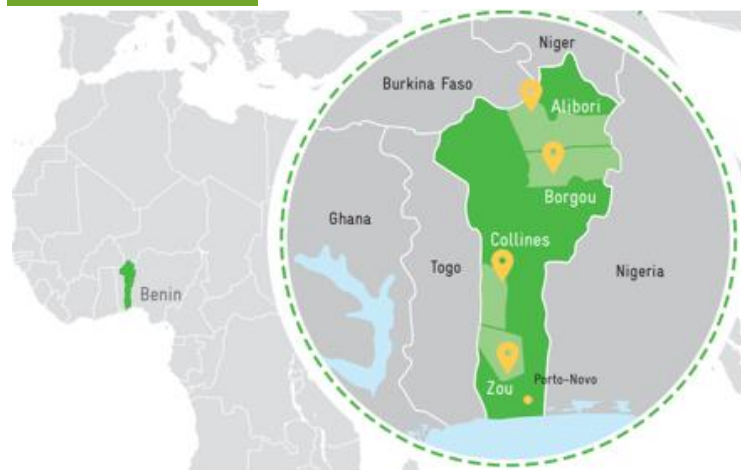 Niger
Burkina Faso
Alibori
Borgou
Ghana
Collines
Togo
Nigeria
Benin
Porto-Novo
Zou